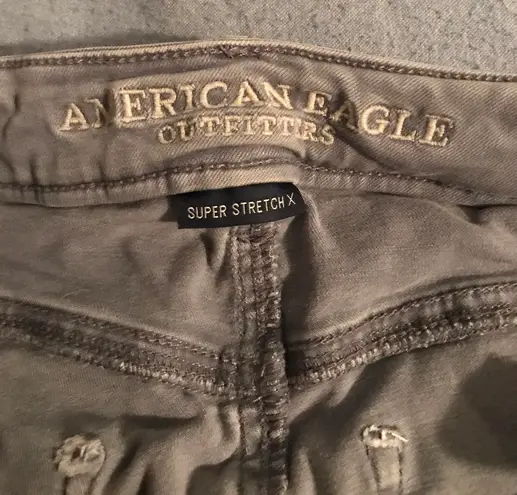 AMERICAN EAGLE
OUTFITTERS
SUPER STRETCH X